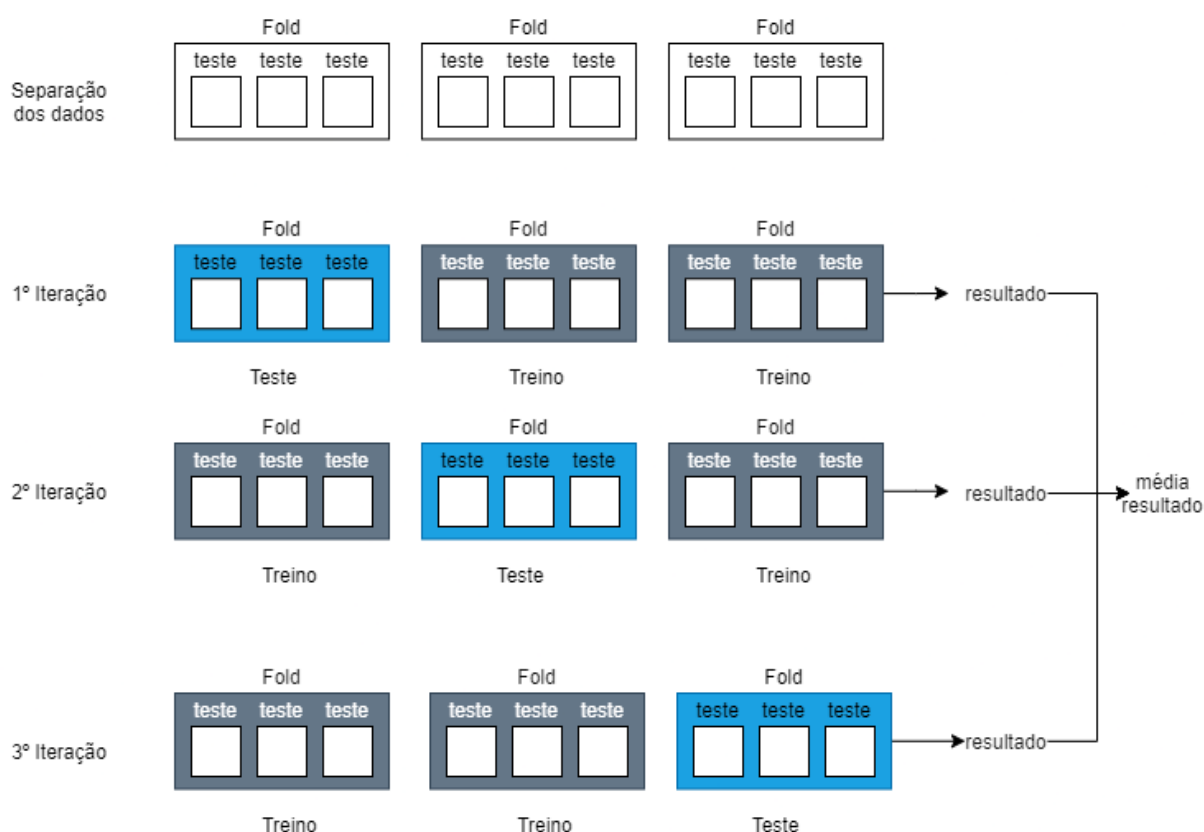 Fold Fold Fold
teste teste teste teste teste teste teste teste teste
Separação
dos dados
Fold Fold Fold
teste teste teste teste teste teste teste teste teste
1º Iteração resultado
Teste Treino Treino
Fold Fold Fold
teste teste teste teste teste teste teste teste teste
2º Iteração resultado
média
resultado
Treino Teste Treino
Fold Fold Fold
teste teste teste teste teste teste teste teste teste
3º Iteração resultado
Treino Treino Teste